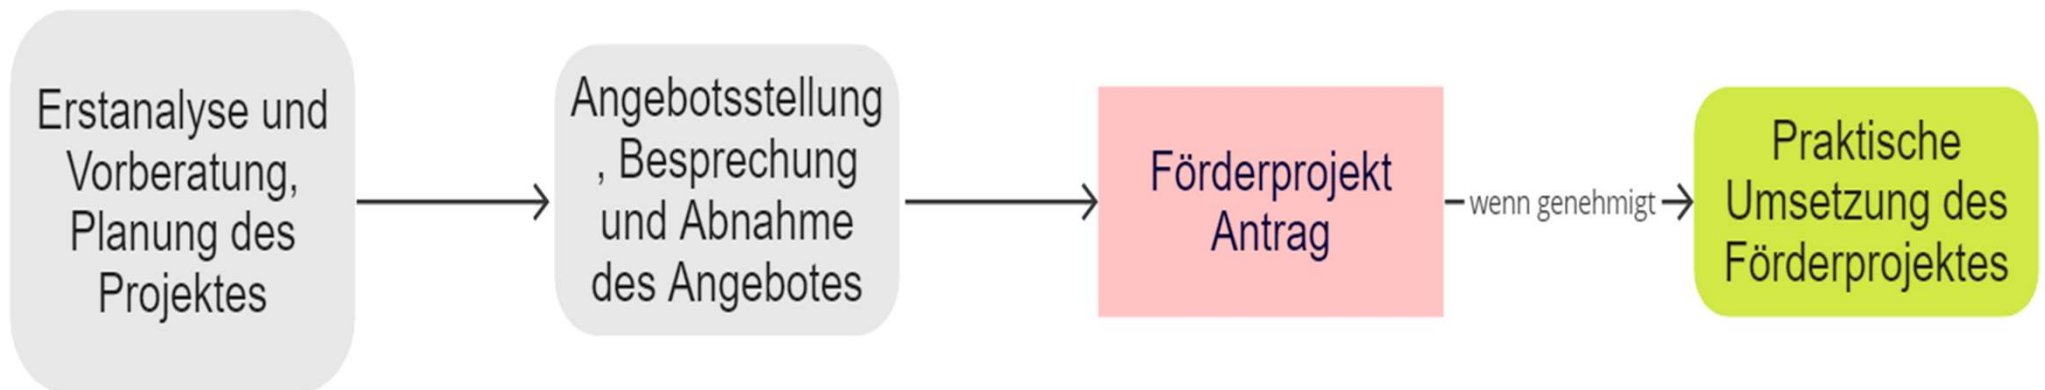 Erstanalyse und
Vorberatung,
Planung des
Projektes
Angebotsstellung
, Besprechung
und Abnahme
des Angebotes
Förderprojekt
Antrag
wenn genehmigt
Praktische
Umsetzung des
Förderprojektes